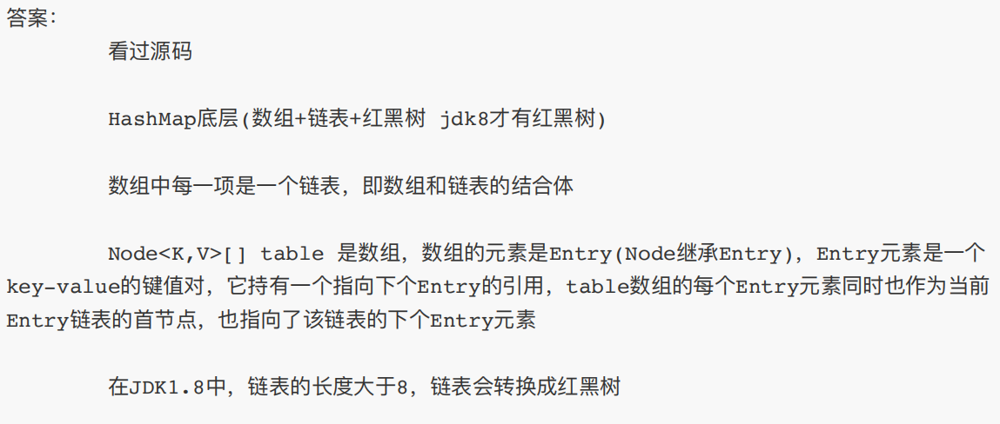 答案：
看过源码
HashMap底层(数组+链表+红黑树 jdk8才有红黑树)
数组中每一项是一个链表，即数组和链表的结合体
Node<K,V>[] table 是数组，数组的元素是Entry(Node继承Entry)，Entry元素是一个
key-value的键值对，它持有一个指向下个Entry的引用，table数组的每个Entry元素同时也作为当前
Entry链表的首节点，也指向了该链表的下个Entry元素
在JDK1.8中，链表的长度大于8，链表会转换成红黑树